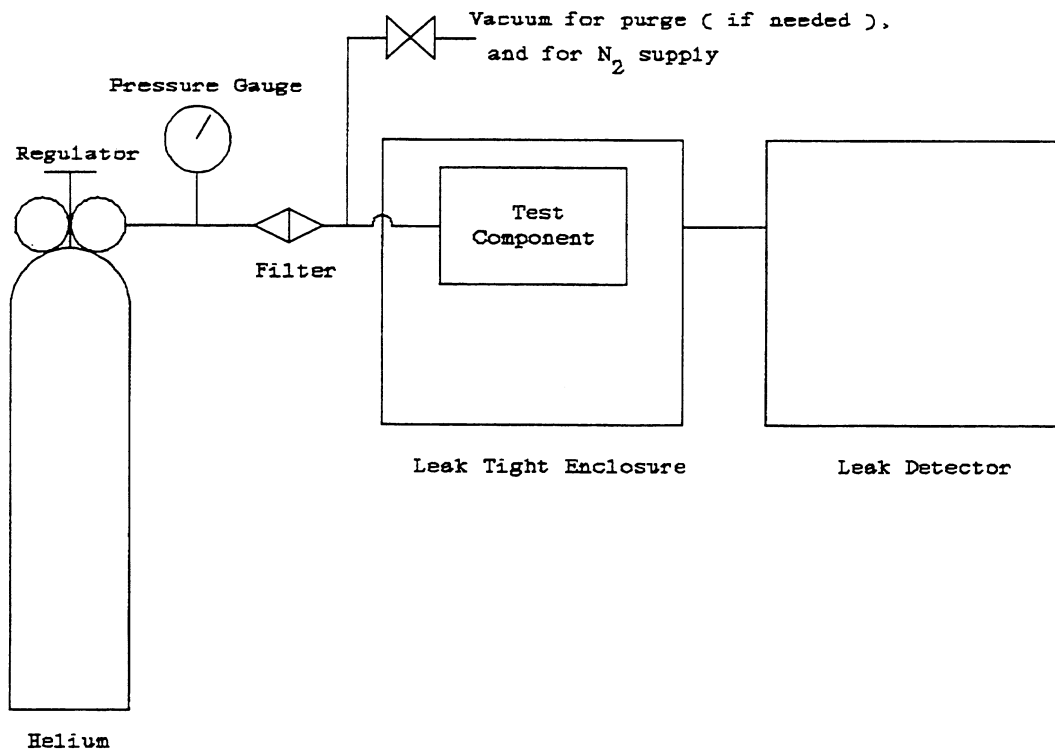 Vacuum for purge ( if needed ),
and for N2 supply
Pressure Gauge
Regulator
Test
Component
Filter
Leak Tight Enclosure
Leak Detector
Helium